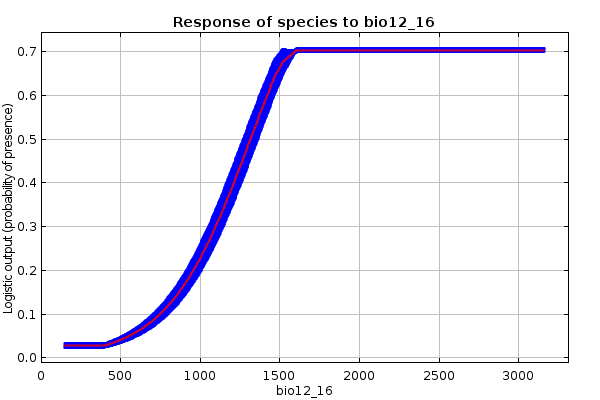 Response of species to bio12_16
Logistic output (probability of presence)
0.7
0.6
0.5
0.4
0.3
0.2
0.1
0.0
0 500 1000 1500 2000 2500 3000
bio12_16